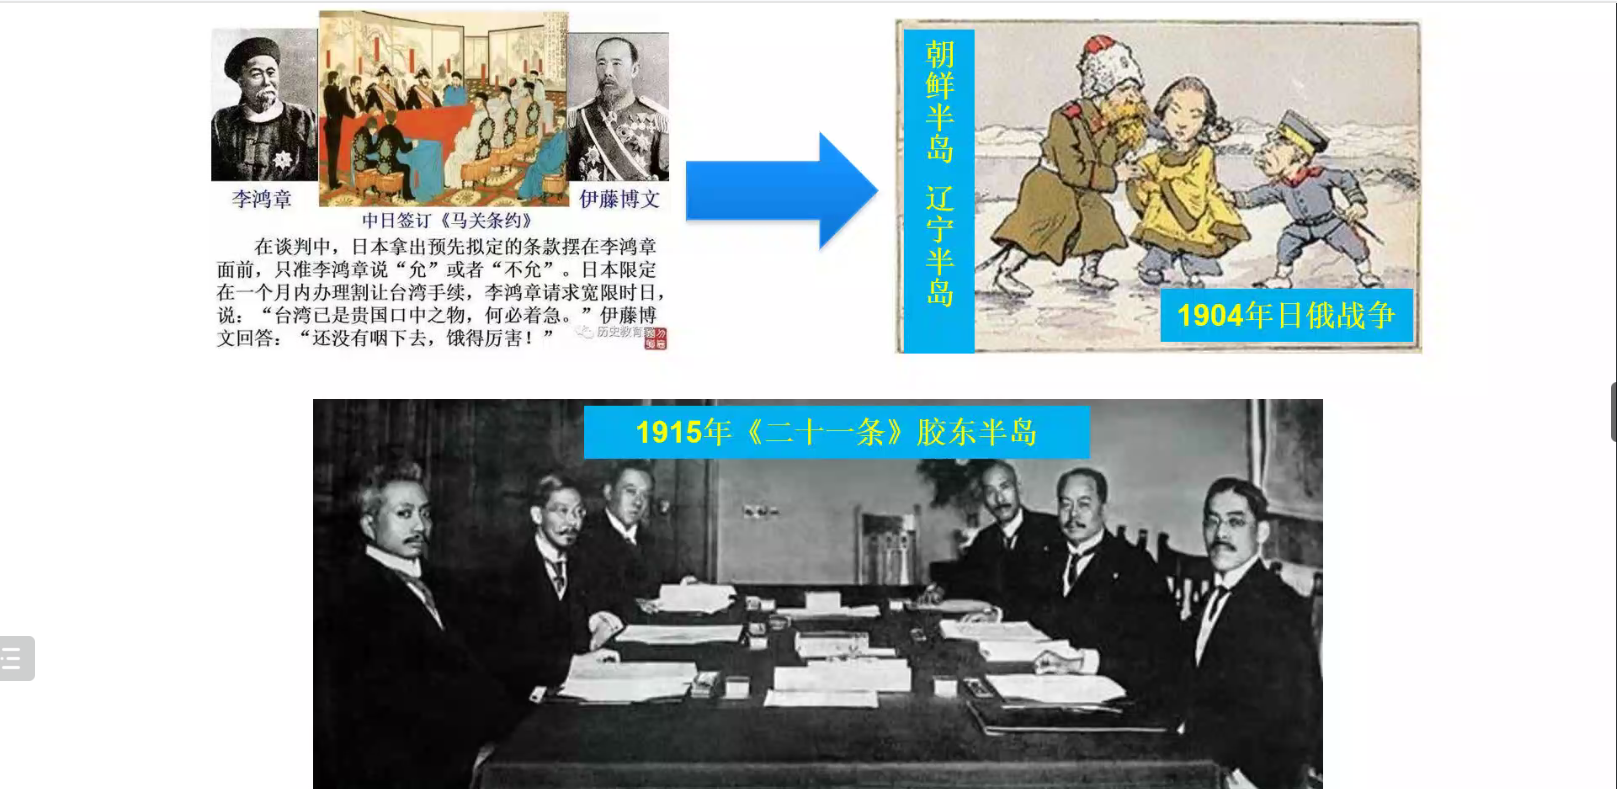 李鸿章
伊藤博文
中日签订《马关条约》
在谈判中，日本拿出预先拟定的条款摆在李鸿章
面前，只准李鸿章说“允”或者“不允”。日本限定
在一个月内办理割让台湾手续，李鸿章请求宽限时日，
说：“台湾已是贵国口中之物，何必着急。”伊藤博
文回答：“还没有咽下去，饿得厉害！”
历史教育
朝鲜半岛 辽宁半岛
1904年日俄战争
1915年《二十一条》胶东半岛